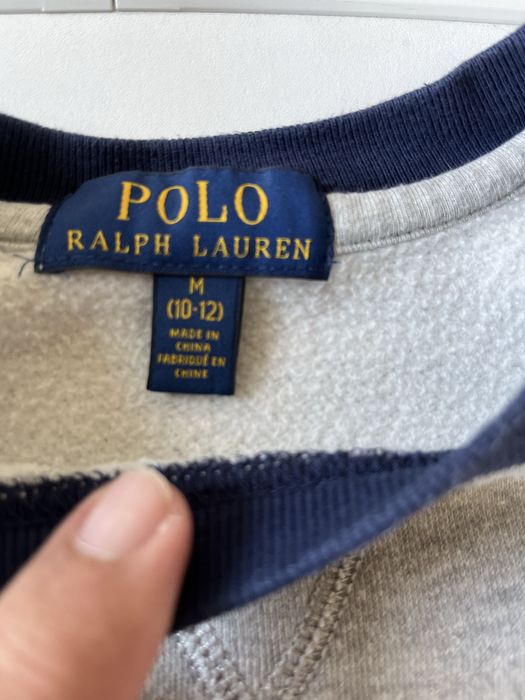 POLO
RALPH LAUREN
M
(10-12)
MADE IN
CHINA
FABRIQUÉ EN
CHINE